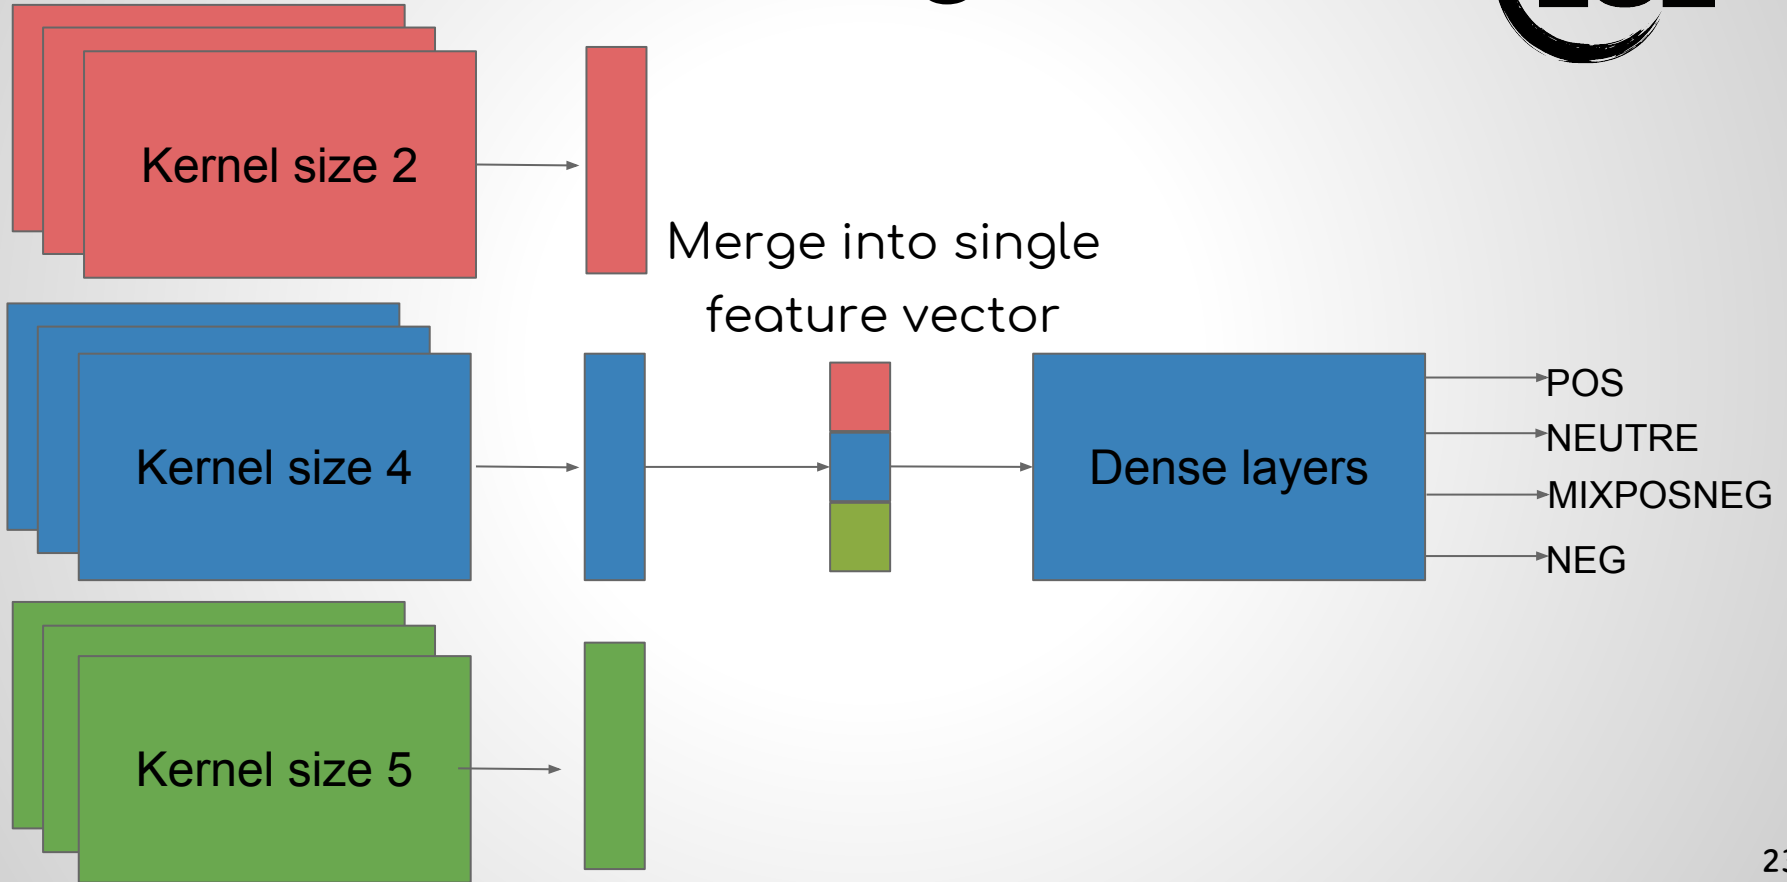 Kernel size 2
Merge into single
feature vector
Kernel size 4
Dense layers
POS
NEUTRE
MIXPOSNEG
NEG
Kernel size 5